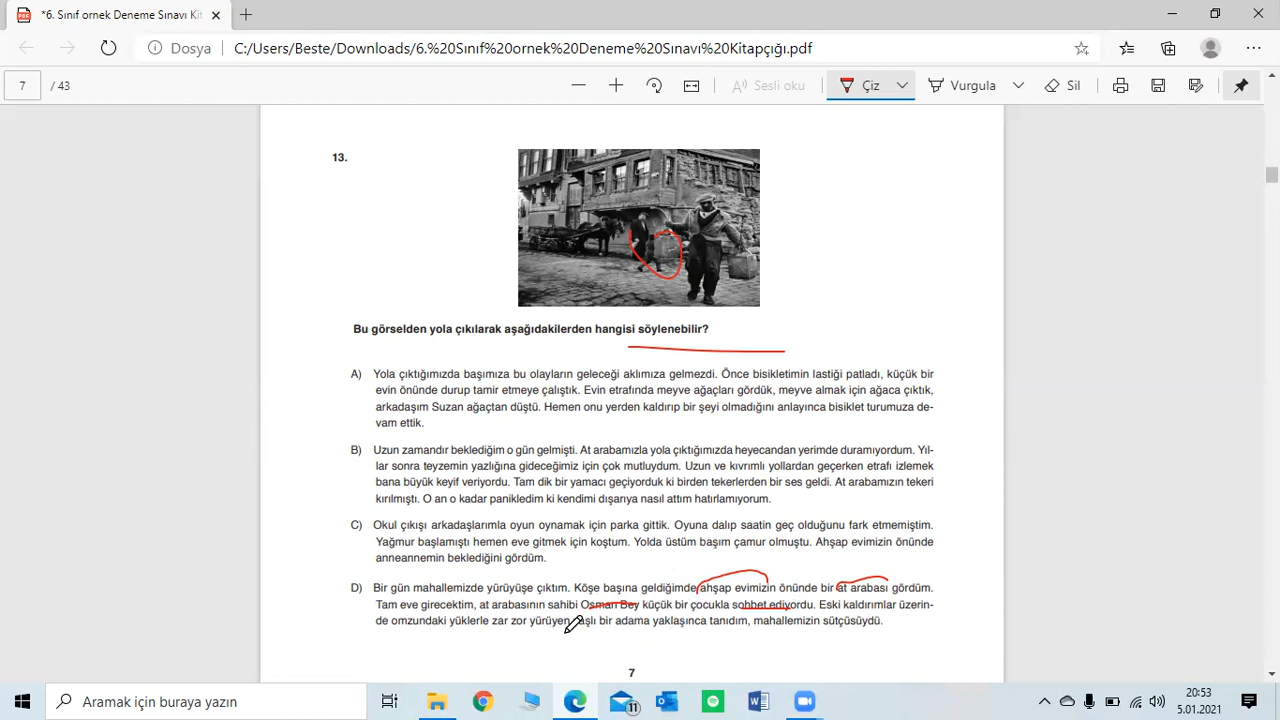 *6. Sınıf ornek Deneme Sınavı Kit
Dosya
C:/Users/Beste/Downloads/6.%20Sınıf%20ornek%20Deneme%20Sınavı%20Kitapçığı.pdf
7 / 43
Sesli oku
Çiz
Vurgula
Sil
13.
Bu görselden yola çıkılarak aşağıdakilerden hangisi söylenebilir?
A) Yola çıktığımızda başımıza bu olayların geleceği aklımıza gelmezdi. Önce bisikletimin lastiği patladı, küçük bir
evin önünde durup tamir etmeye çalıştık. Evin etrafında meyve ağaçları gördük, meyve almak için ağaca çıktık,
arkadaşım Suzan ağaçtan düştü. Hemen onu yerden kaldırıp bir şeyi olmadığını anlayınca bisiklet turumuza de-
vam ettik.
B) Uzun zamandır beklediğim o gün gelmişti. At arabamızla yola çıktığımızda heyecandan yerimde duramıyordum. Yıl-
lar sonra teyzemin yazlığına gideceğimiz için çok mutluydum. Uzun ve kıvrımlı yollardan geçerken etrafı izlemek
bana büyük keyif veriyordu. Tam dik bir yamacı geçiyorduk ki birden tekerlerden bir ses geldi. At arabamızın tekeri
kırılmıştı. O an o kadar panikledim ki kendimi dışarıya nasıl attım hatırlamıyorum.
C) Okul çıkışı arkadaşlarımla oyun oynamak için parka gittik. Oyuna dalıp saatin geç olduğunu fark etmemiştim.
Yağmur başlamıştı hemen eve gitmek için koştum. Yolda üstüm başım çamur olmuştu. Ahşap evimizin önünde
anneannemin beklediğini gördüm.
D) Bir gün mahallemizde yürüyüşe çıktım. Köşe başına geldiğimde ahşap evimizin önünde bir at arabası gördüm.
Tam eve girecektim, at arabasının sahibi Osman Bey küçük bir çocukla sohbet ediyordu. Eski kaldırımlar üzerin-
de omzundaki yüklerle zar zor yürüyen yaşlı bir adama yaklaşınca tanıdım, mahallemizin sütçüsüydü.
7
Aramak için buraya yazın
11
20:53
5.01.2021